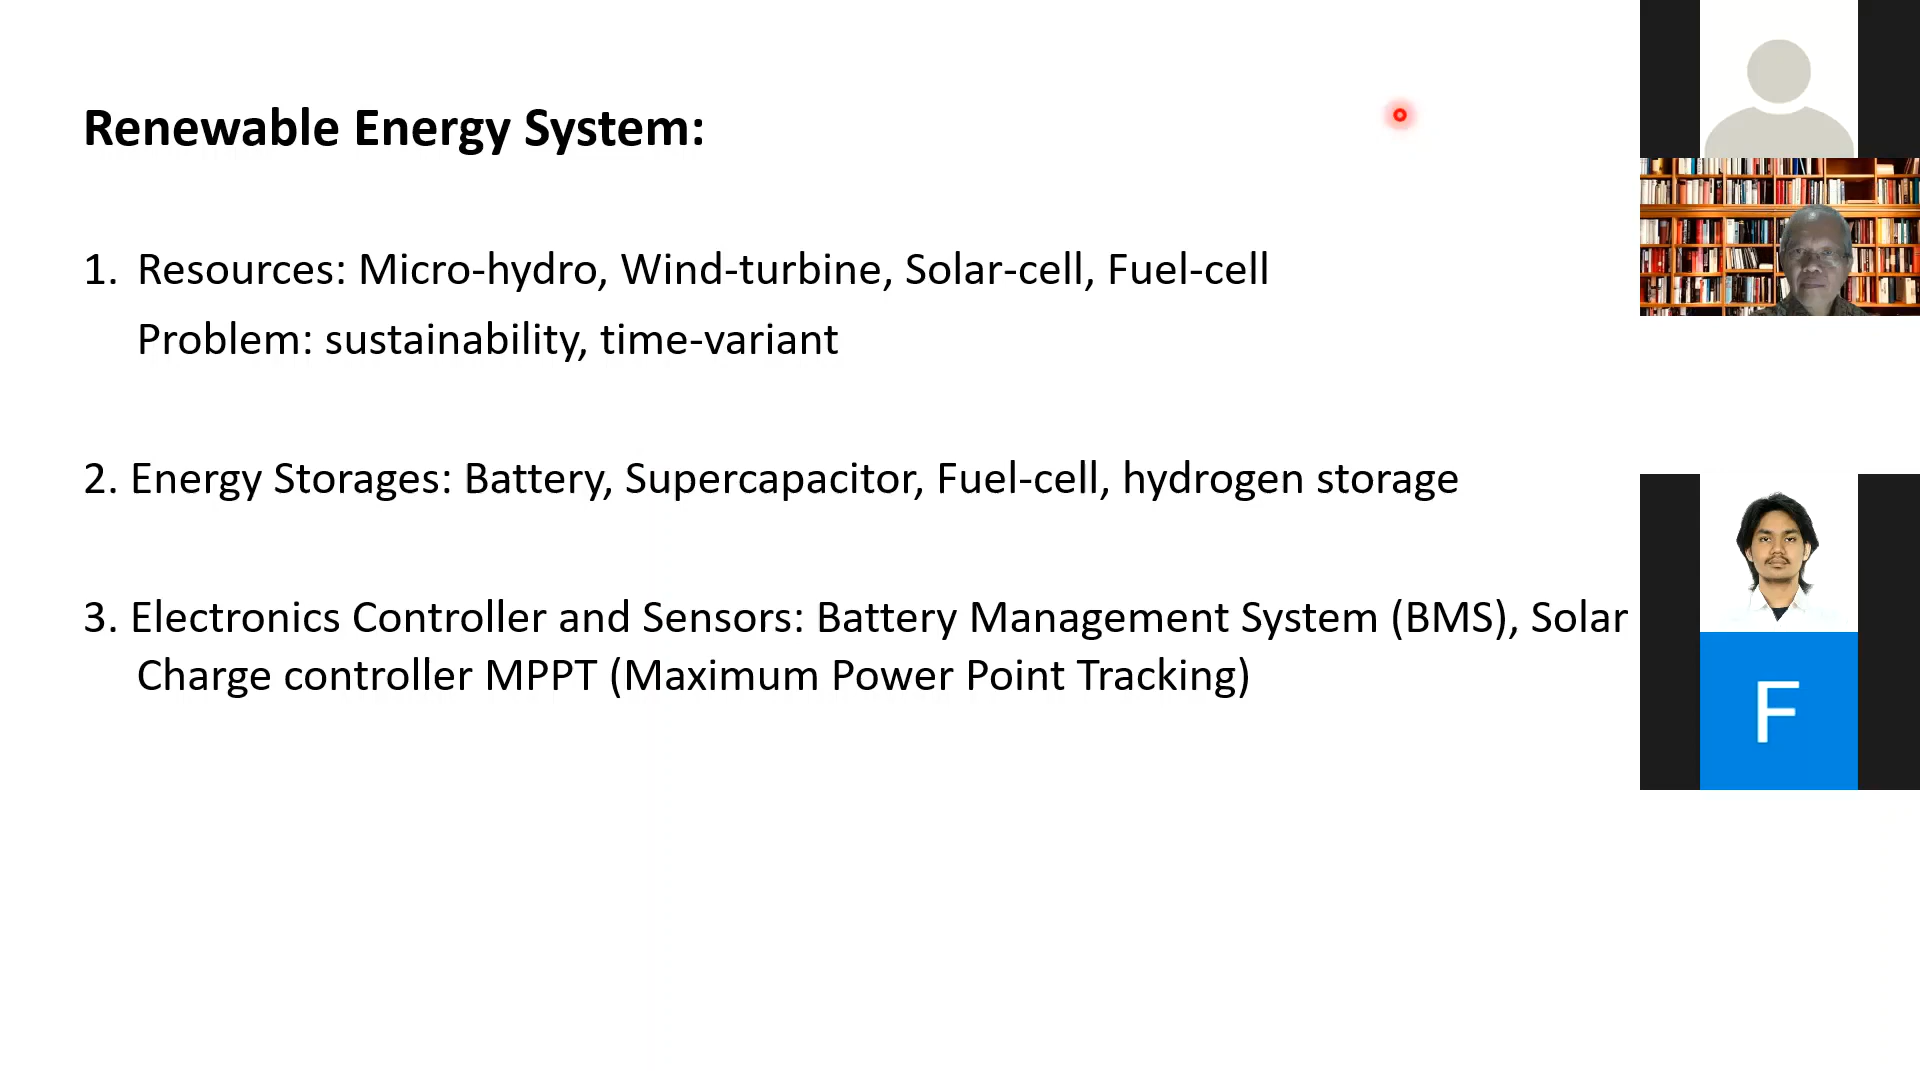 Renewable Energy System:
1. Resources: Micro-hydro, Wind-turbine, Solar-cell, Fuel-cell
Problem: sustainability, time-variant
2. Energy Storages: Battery, Supercapacitor, Fuel-cell, hydrogen storage
3. Electronics Controller and Sensors: Battery Management System (BMS), Solar
Charge controller MPPT (Maximum Power Point Tracking)
F